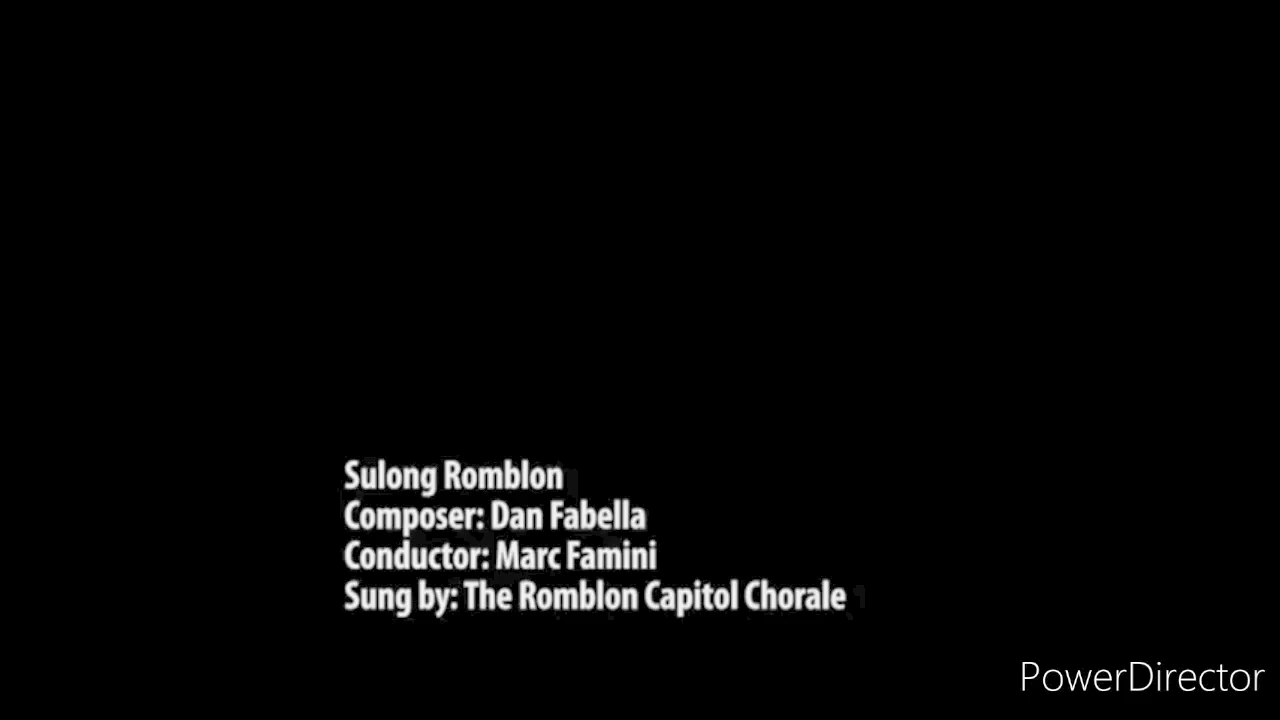 Sulong Romblon
Composer: Dan Fabella
Conductor: Marc Famini
Sung by: The Romblon Capitol Chorale
PowerDirector